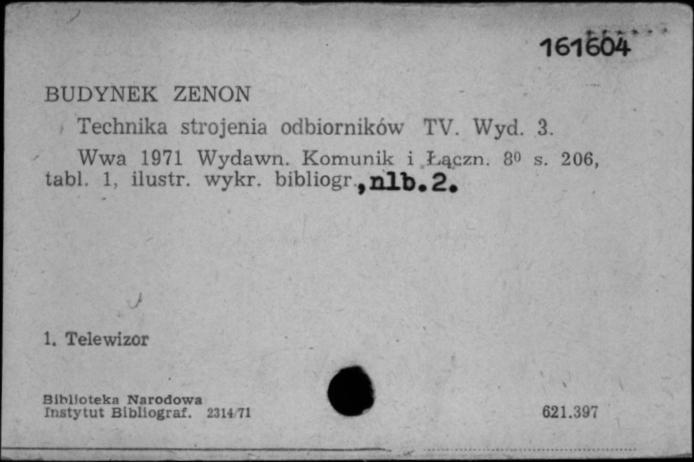 161604
BUDYNEK ZENON
Technika strojenia odbiorników TV. Wyd. 3.
Wwa 1971 Wydawn. Komunik i Łączn. 8⁰ s. 206,
tabl. 1, ilustr. wykr. bibliogr., nlb.2.
1. Telewizor
Biblioteka Narodowa
Instytut Bibliograf. 2314/71
621.397